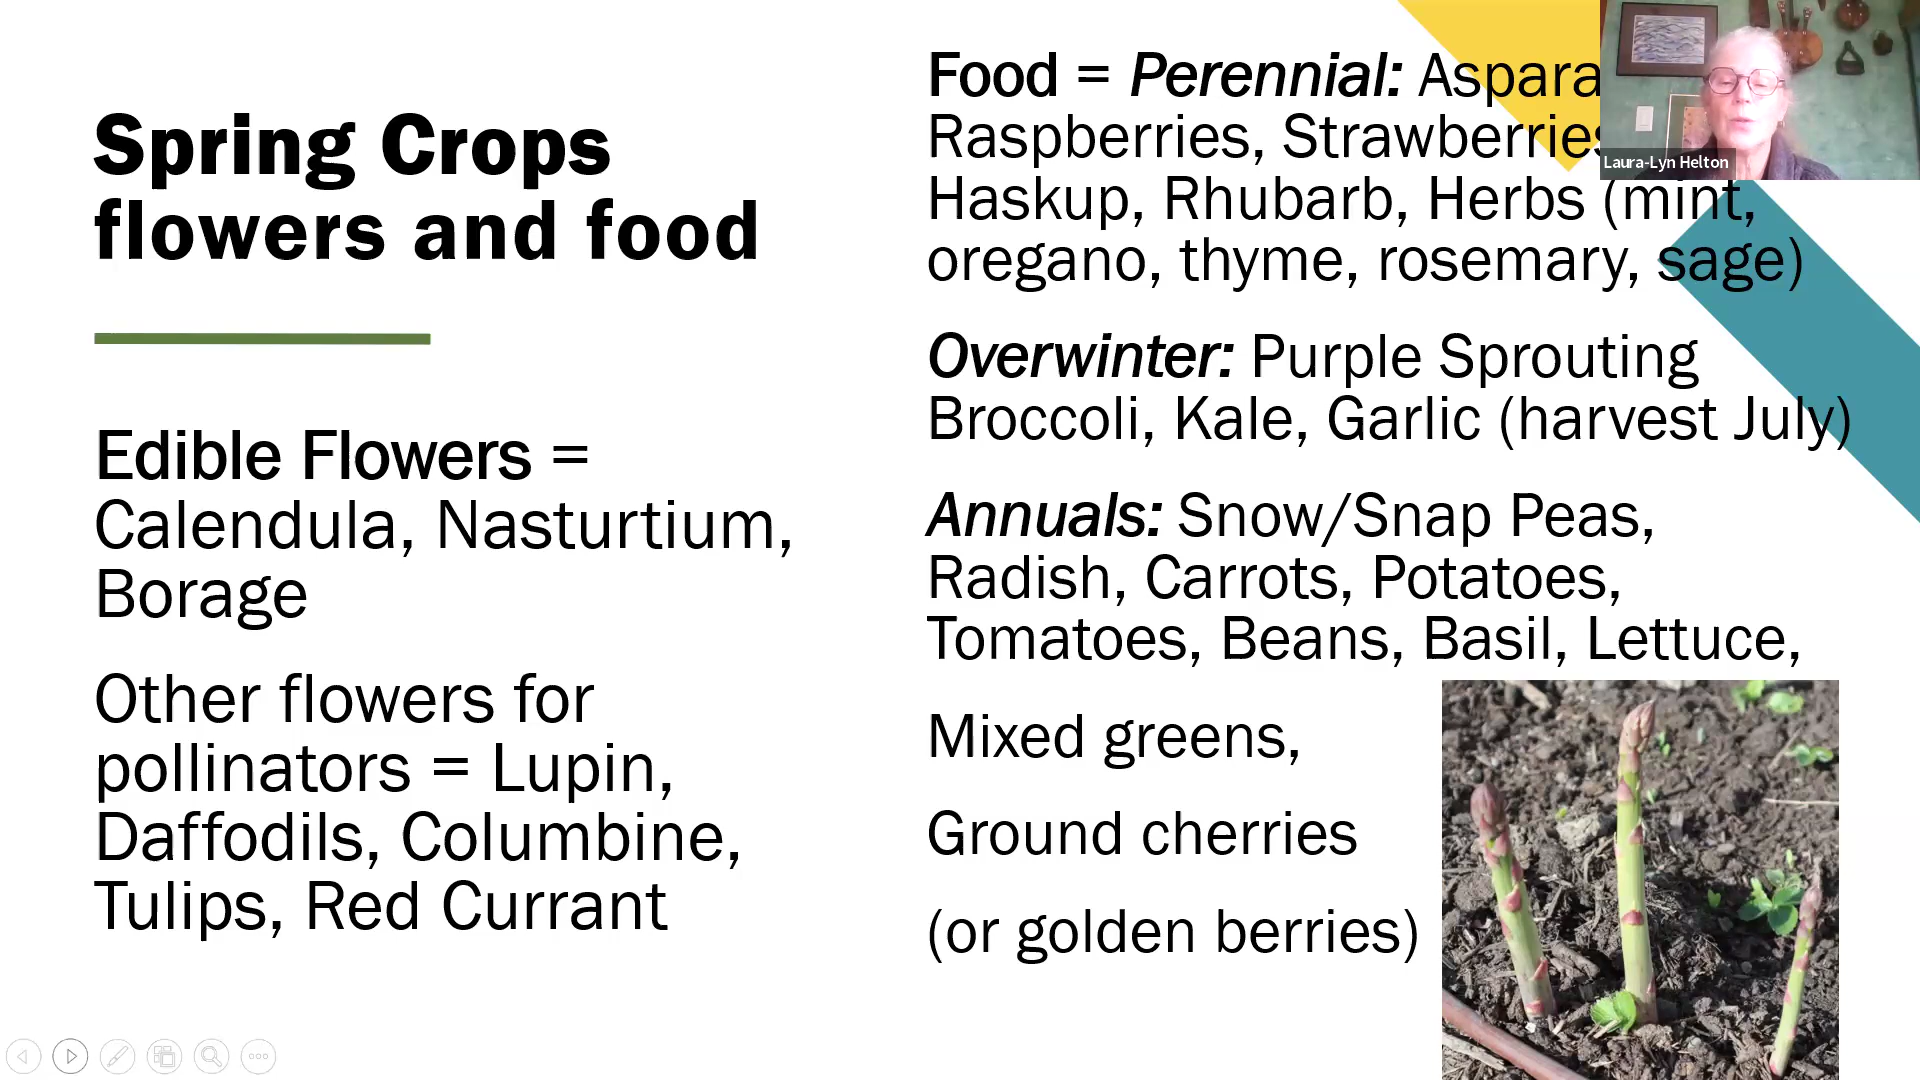 Spring Crops
flowers and food
Edible Flowers =
Calendula, Nasturtium,
Borage
Other flowers for
pollinators = Lupin,
Daffodils, Columbine,
Tulips, Red Currant
Food = Perennial:
Raspberries, Strawberries
Haskup, Rhubarb, Herbs (mint,
oregano, thyme, rosemary, sage)
Overwinter: Purple Sprouting
Broccoli, Kale, Garlic (harvest July)
Annuals: Snow/Snap Peas,
Radish, Carrots, Potatoes,
Tomatoes, Beans, Basil, Lettuce,
Mixed greens,
Ground cherries
(or golden berries)
Laura-Lyn Helton